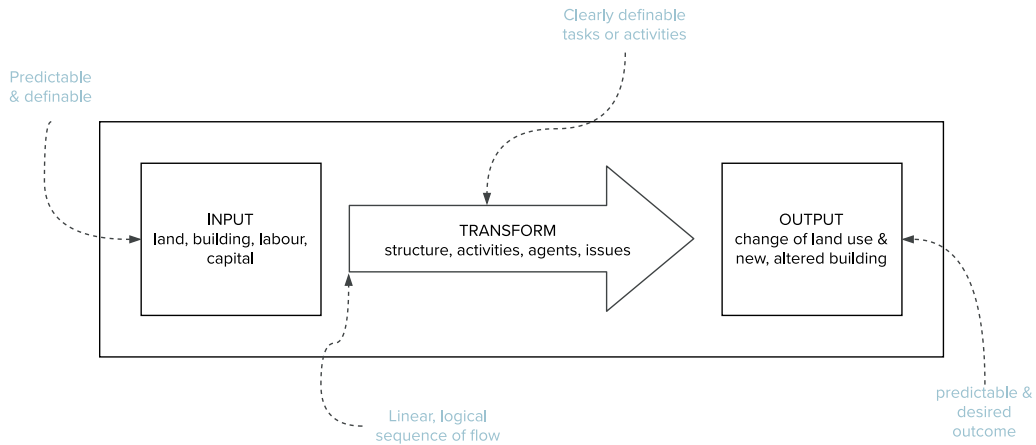 Clearly definable
tasks or activities
Predictable
& definable
INPUT
land, building, labour,
capital
TRANSFORM
structure, activities, agents, issues
OUTPUT
change of land use &
new, altered building
Linear, logical
sequence of flow
predictable &
desired
outcome